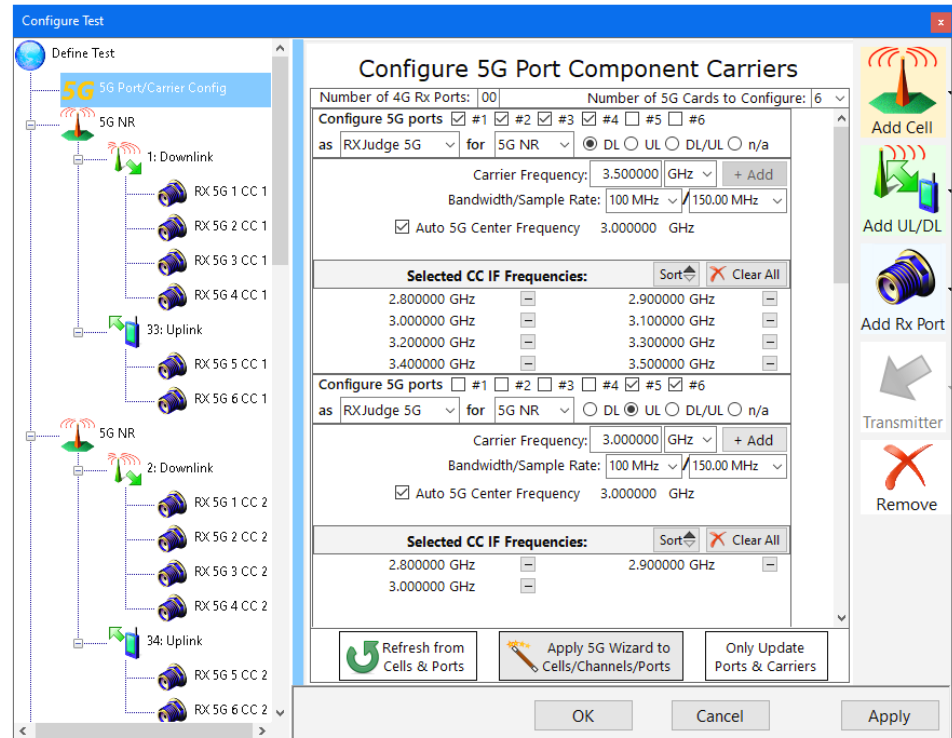 Configure Test
Define Test
5G 5G Port/Carrier Config
5G NR
1: Downlink
RX 5G 1 CC 1
RX 5G 2 CC 1
RX 5G 3 CC 1
RX 5G 4 CC 1
33: Uplink
RX 5G 5 CC 1
RX 5G 6 CC 1
5G NR
2: Downlink
RX 5G 1 CC 2
RX 5G 2 CC 2
RX 5G 3 CC 2
RX 5G 4 CC 2
34: Uplink
RX 5G 5 CC 2
RX 5G 6 CC 2
Configure 5G Port Component Carriers
Number of 4G Rx Ports: 00 Number of 5G Cards to Configure: 6
Configure 5G ports #1 #2 #3 #4 #5 #6
as RXJudge 5G for 5G NR DL UL DL/UL n/a
Carrier Frequency: 3.500000 GHz + Add
Bandwidth/Sample Rate: 100 MHz / 150.00 MHz
Auto 5G Center Frequency 3.000000 GHz
Selected CC IF Frequencies: Sort Clear All
2.800000 GHz 2.900000 GHz
3.000000 GHz 3.100000 GHz
3.200000 GHz 3.300000 GHz
3.400000 GHz 3.500000 GHz
Configure 5G ports #1 #2 #3 #4 #5 #6
as RXJudge 5G for 5G NR DL UL DL/UL n/a
Carrier Frequency: 3.000000 GHz + Add
Bandwidth/Sample Rate: 100 MHz / 150.00 MHz
Auto 5G Center Frequency 3.000000 GHz
Selected CC IF Frequencies: Sort Clear All
2.800000 GHz 2.900000 GHz
3.000000 GHz
Refresh from
Cells & Ports
Apply 5G Wizard to
Cells/Channels/Ports
Only Update
Ports & Carriers
OK Cancel Apply
Add Cell
Add UL/DL
Add Rx Port
Transmitter
Remove